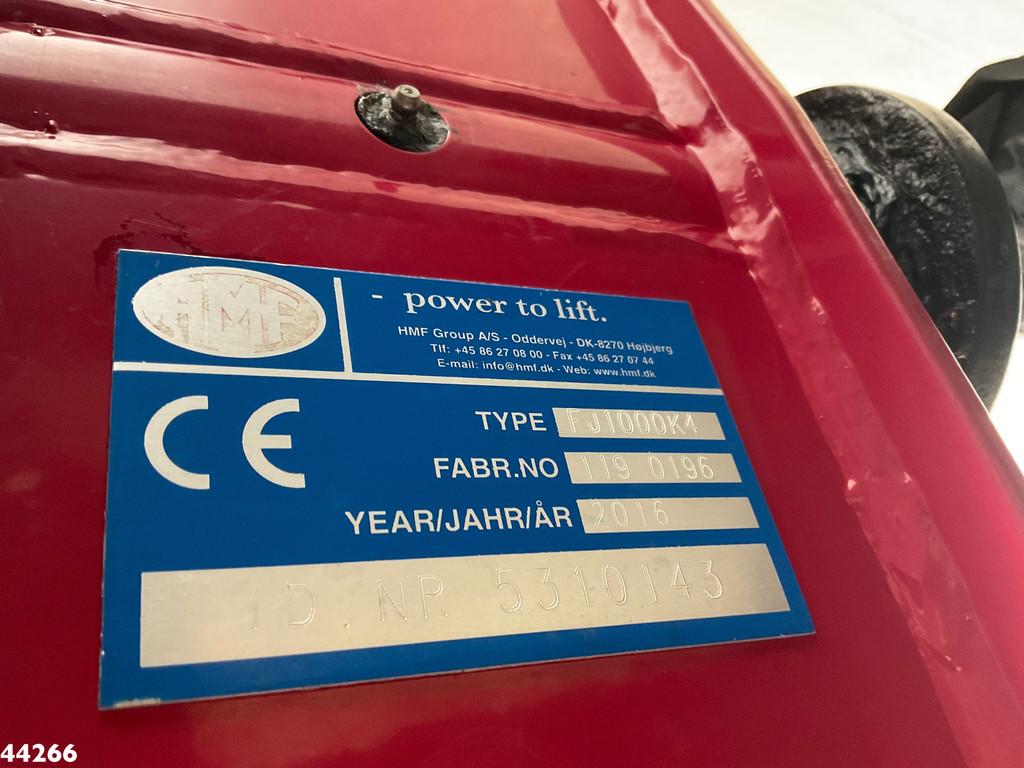 HMF
- power to lift.
HMF Group A/S - Oddervej - DK-8270 Højbjerg
Tlf: +45 86 27 08 00 - Fax +45 86 27 07 44
E-mail: info@hmf.dk - Web: www.hmf.dk
CE
TYPE FJ1000K4
FABR.NO 119 0196
YEAR/JAHR/ÅR 2016
ID.NR 5310143
44266